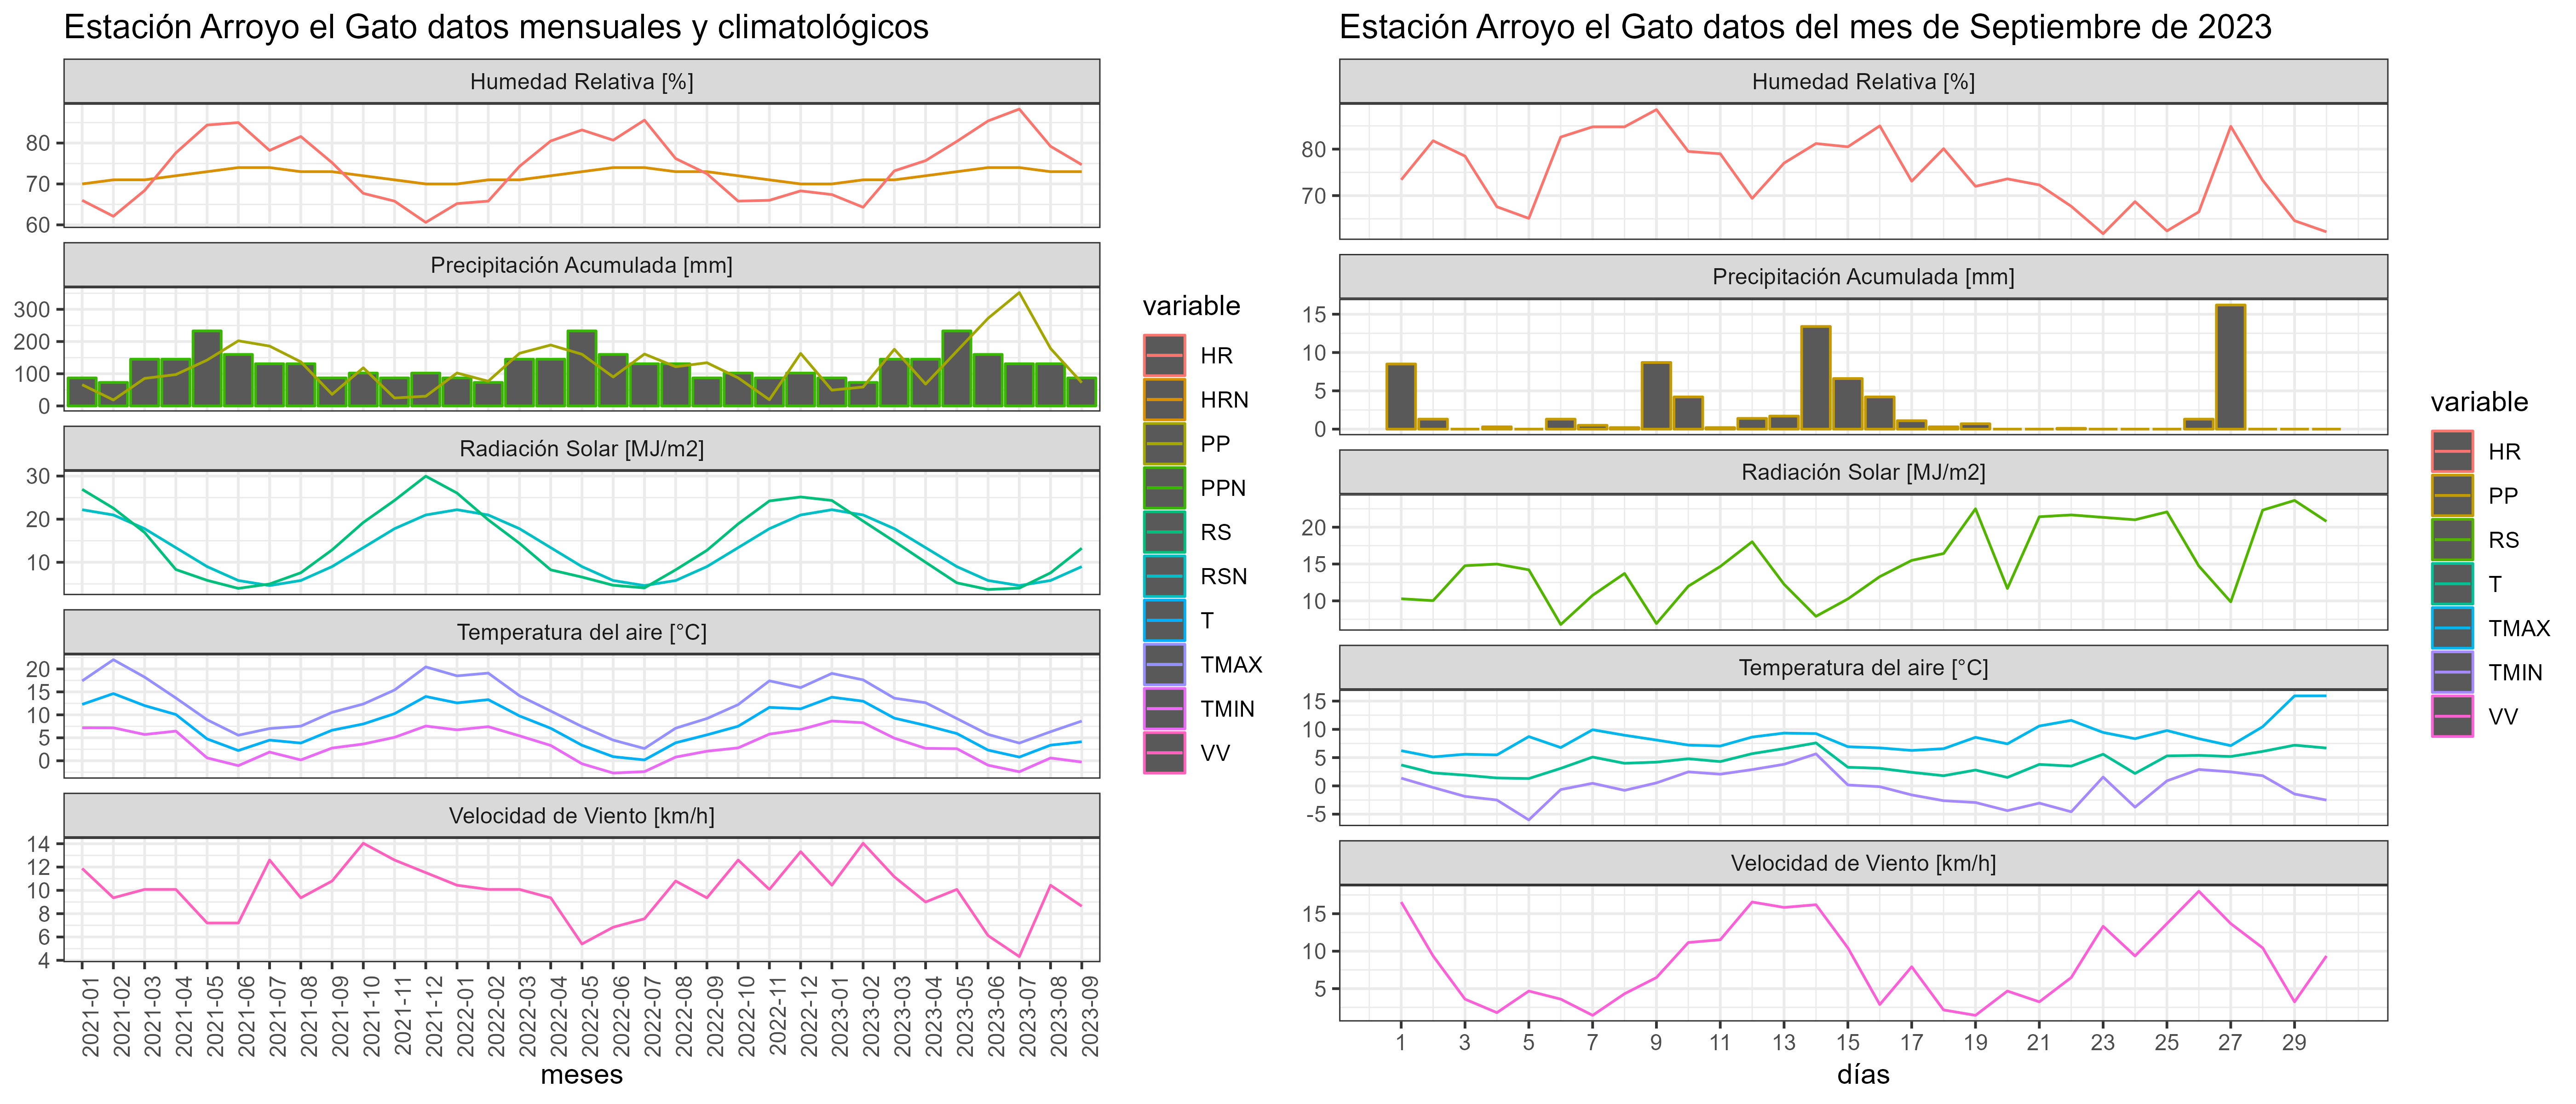 Estación Arroyo el Gato datos mensuales y climatológicos
Humedad Relativa [%]
80
70
60
Precipitación Acumulada [mm]
300
200
100
0
Radiación Solar [MJ/m2]
30
20
10
Temperatura del aire [°C]
20
15
10
5
0
Velocidad de Viento [km/h]
14
12
10
8
6
4
2021-01
2021-02
2021-03
2021-04
2021-05
2021-06
2021-07
2021-08
2021-09
2021-10
2021-11
2021-12
2022-01
2022-02
2022-03
2022-04
2022-05
2022-06
2022-07
2022-08
2022-09
2022-10
2022-11
2022-12
2023-01
2023-02
2023-03
2023-04
2023-05
2023-06
2023-07
2023-08
2023-09
meses
variable
HR
HRN
PP
PPN
RS
RSN
T
TMAX
TMIN
VV
Estación Arroyo el Gato datos del mes de Septiembre de 2023
Humedad Relativa [%]
80
70
Precipitación Acumulada [mm]
15
10
5
0
Radiación Solar [MJ/m2]
20
15
10
Temperatura del aire [°C]
15
10
5
0
-5
Velocidad de Viento [km/h]
15
10
5
1 3 5 7 9 11 13 15 17 19 21 23 25 27 29
días
variable
HR
PP
RS
T
TMAX
TMIN
VV